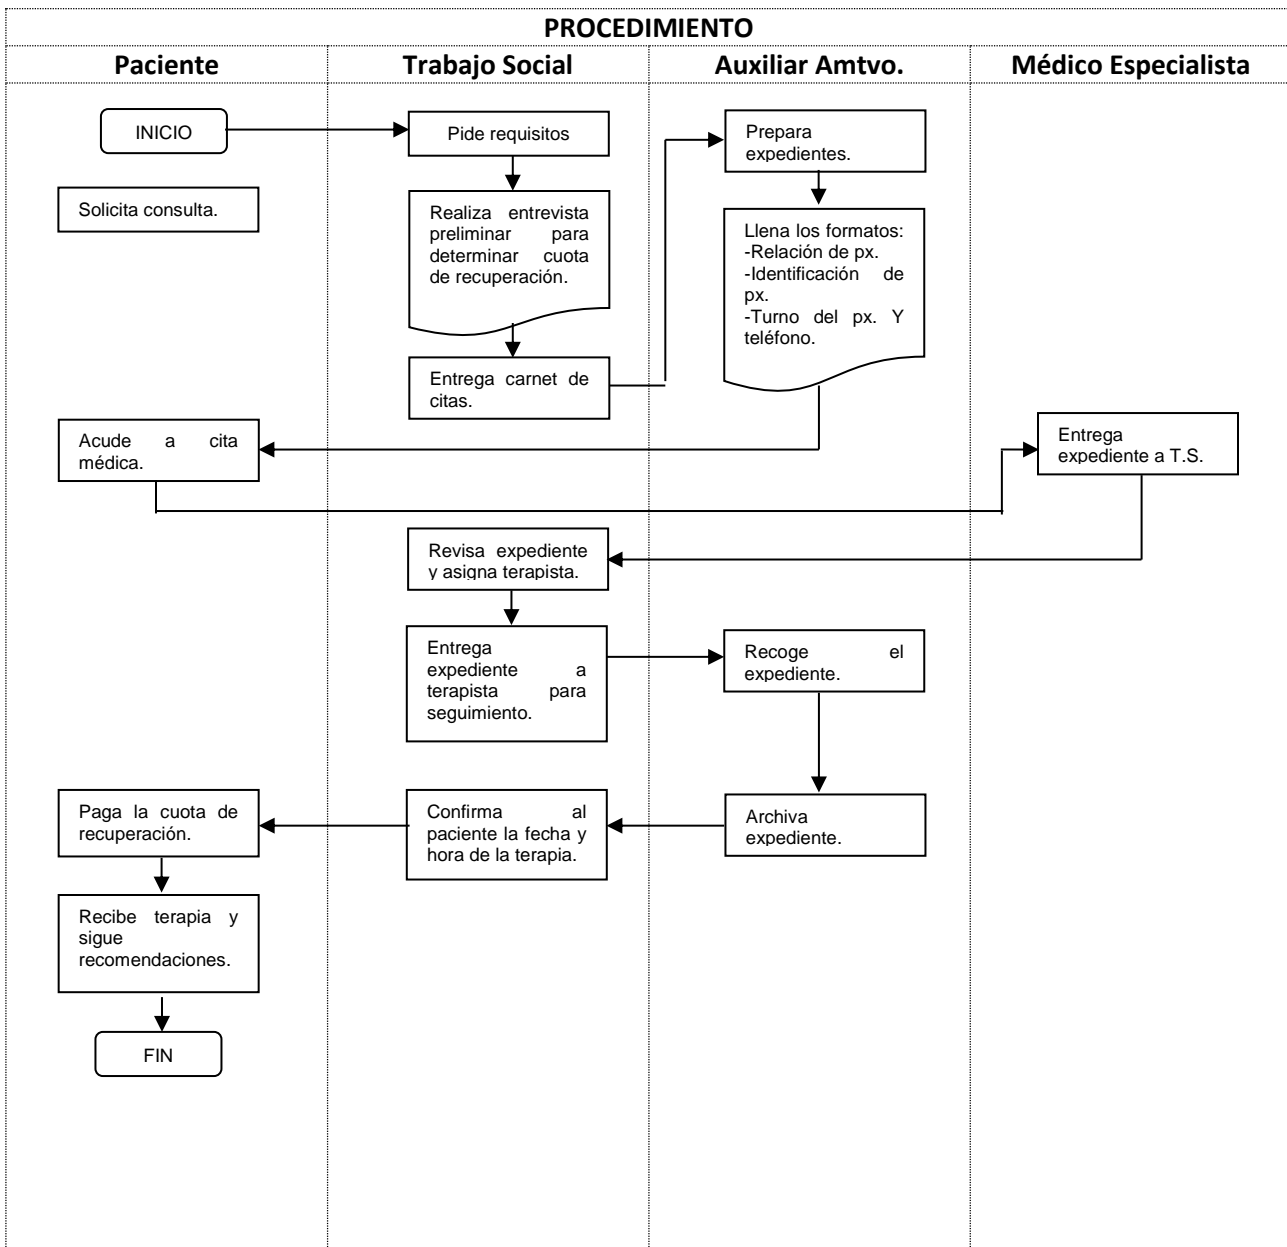 PROCEDIMIENTO
Paciente
Trabajo Social
Auxiliar Amtvo.
Médico Especialista
INICIO
Pide requisitos
Prepara
expedientes.
Solicita consulta.
Realiza entrevista
preliminar para
determinar cuota
de recuperación.
Llena los formatos:
-Relación de px.
-Identificación de
px.
-Turno del px. Y
teléfono.
Entrega carnet de
citas.
Acude a cita
médica.
Entrega
expediente a T.S.
Revisa expediente
y asigna terapista.
Entrega
expediente a
terapista para
seguimiento.
Recoge el
expediente.
Paga la cuota de
recuperación.
Confirma al
paciente la fecha y
hora de la terapia.
Archiva
expediente.
Recibe terapia y
sigue
recomendaciones.
FIN